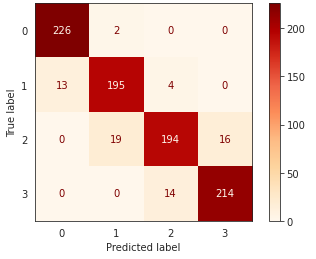 0 226 2 0 0
1 13 195 4 0
2 0 19 194 16
3 0 0 14 214
0 1 2 3
Predicted label
True label
200
150
100
50
0